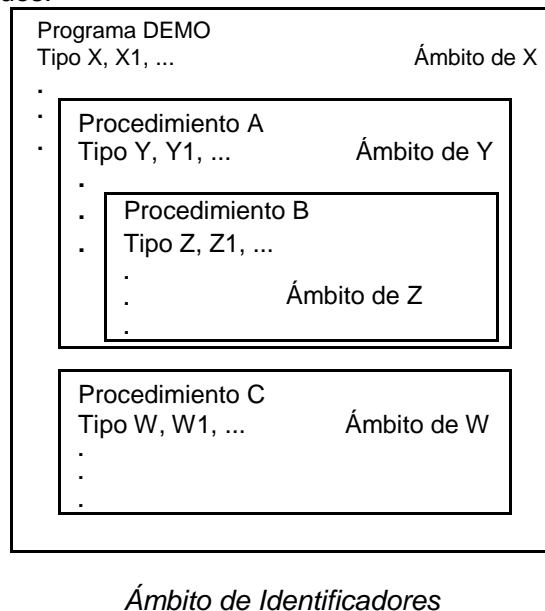 Programa DEMO
Tipo X, X1, ... Ámbito de X
.
.
.
Procedimiento A
Tipo Y, Y1, ... Ámbito de Y
.
.
.
Procedimiento B
Tipo Z, Z1, ...
.
. Ámbito de Z
.
Procedimiento C
Tipo W, W1, ... Ámbito de W
.
.
.
Ámbito de Identificadores